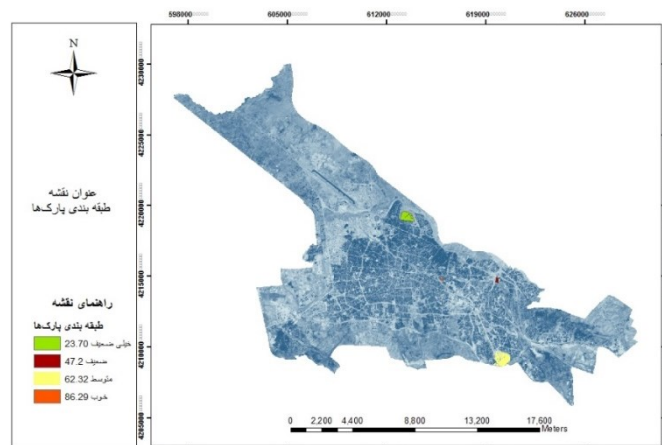 598000 605000 612000 619000 626000
N
4230000
4225000
4220000
4215000
4210000
4205000
عنوان نقشه
طبقه بندی پارک‌ها
راهنمای نقشه
طبقه بندی پارک‌ها
خیلی ضعیف 23.70
ضعیف 47.2
متوسط 62.32
خوب 86.29
0 2,200 4,400 8,800 13,200 17,600
Meters